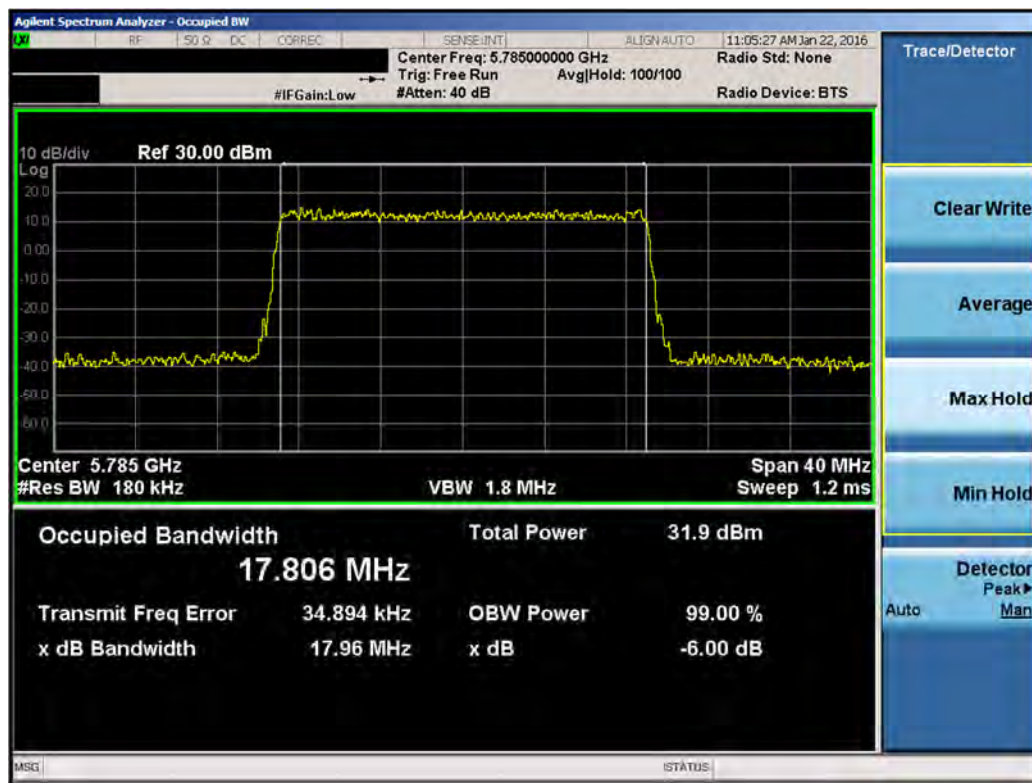 Agilent Spectrum Analyzer - Occupied BW
LXI RF 50 Ω DC CORREC SENSE:INT ALIGN AUTO 11:05:27 AM Jan 22, 2016
Center Freq: 5.785000000 GHz Radio Std: None
Trig: Free Run Avg|Hold: 100/100
#IFGain:Low #Atten: 40 dB Radio Device: BTS
Trace/Detector
10 dB/div Ref 30.00 dBm
Log
20.0
10.0
0.00
-10.0
-20.0
-30.0
-40.0
-50.0
-60.0
Center 5.785 GHz Span 40 MHz
#Res BW 180 kHz VBW 1.8 MHz Sweep 1.2 ms
Occupied Bandwidth Total Power 31.9 dBm
17.806 MHz
Transmit Freq Error 34.894 kHz OBW Power 99.00 %
x dB Bandwidth 17.96 MHz x dB -6.00 dB
Clear Write
Average
Max Hold
Min Hold
Detector
Peak▶
Auto Man
MSG STATUS